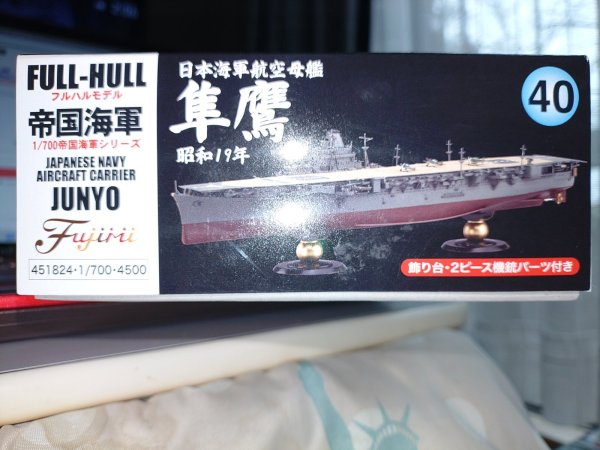 FULL-HULL
フルハルモデル
帝国海軍
1/700帝国海軍シリーズ
JAPANESE NAVY
AIRCRAFT CARRIER
JUNYO
Fujimi
451824・1/700・4500
日本海軍航空母艦
隼鷹
昭和19年
40
飾り台・2ピース機銃パーツ付き